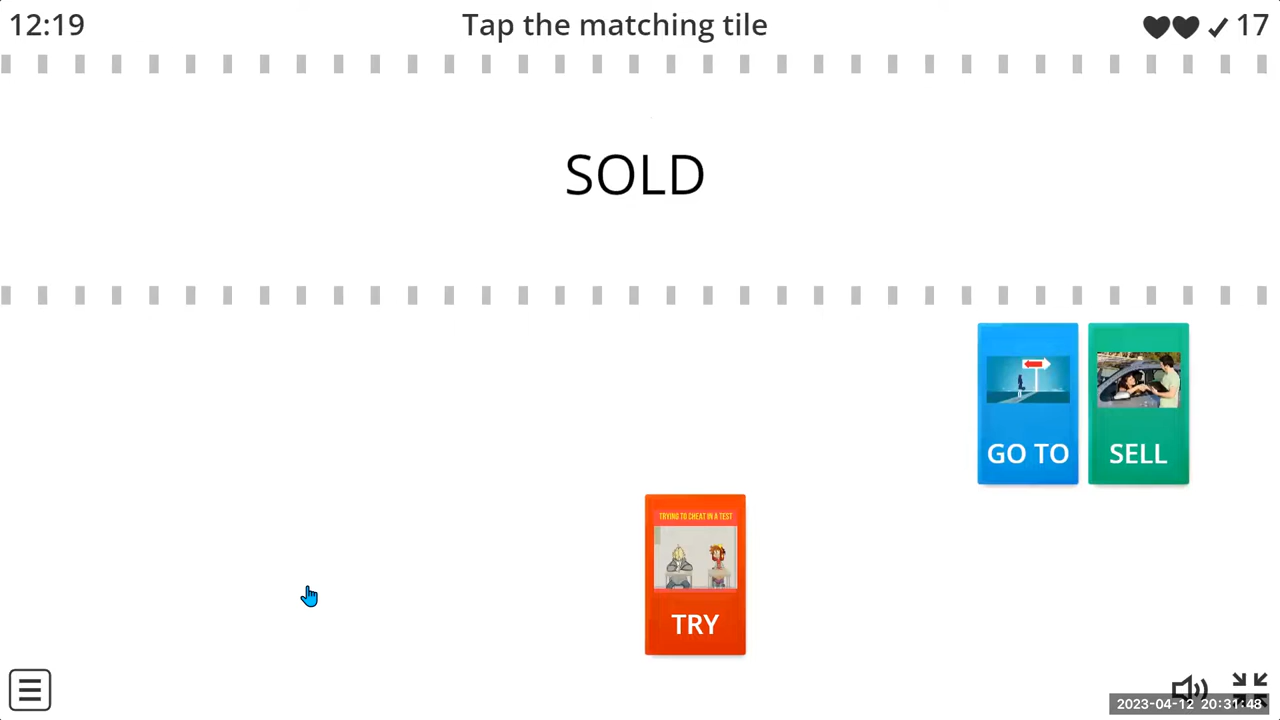 12:19
Tap the matching tile
17
SOLD
GO TO
SELL
TRYING TO CHEAT IN A TEST
TRY
2023-04-12 20:31:48